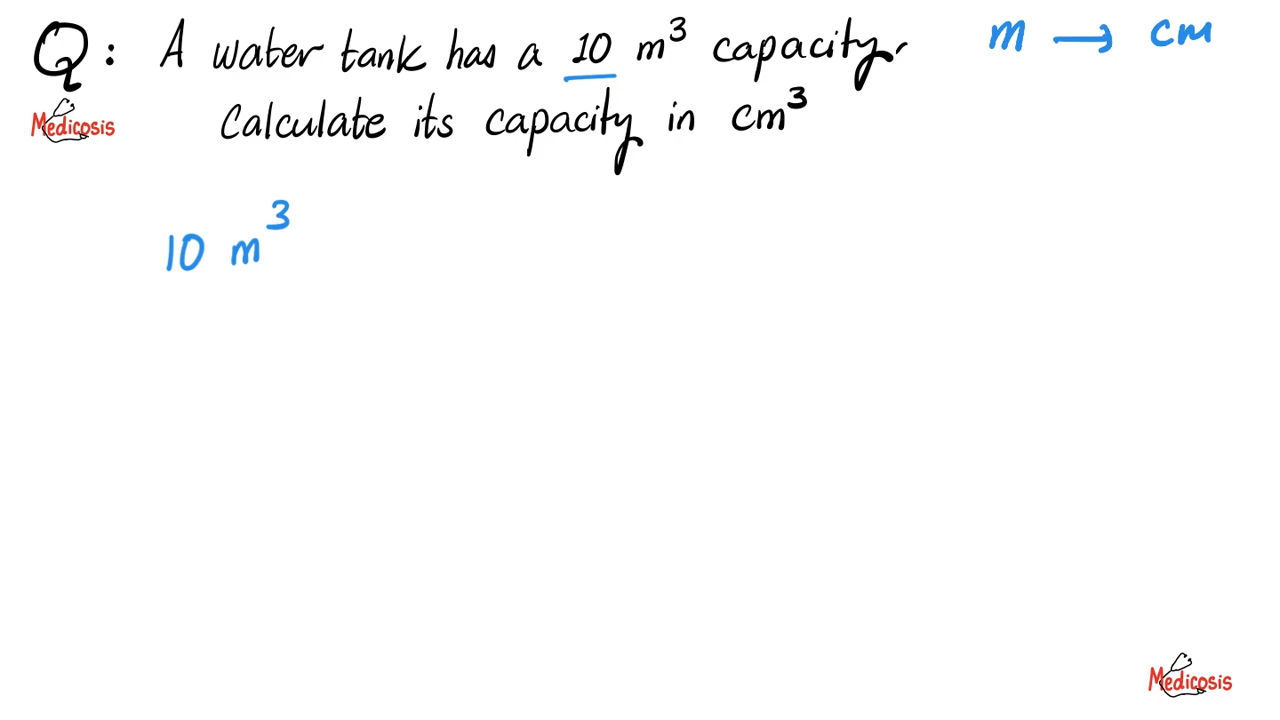 Q: A water tank has a 10 m³ capacity. m → cm
Medicosis Calculate its capacity in cm³
10 m³
Medicosis